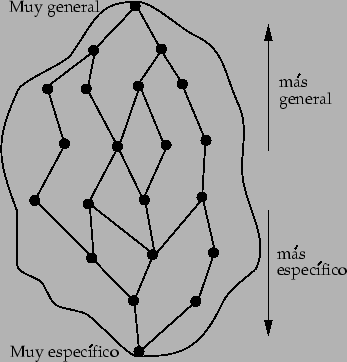 Muy general
más
general
más
específico
Muy específico